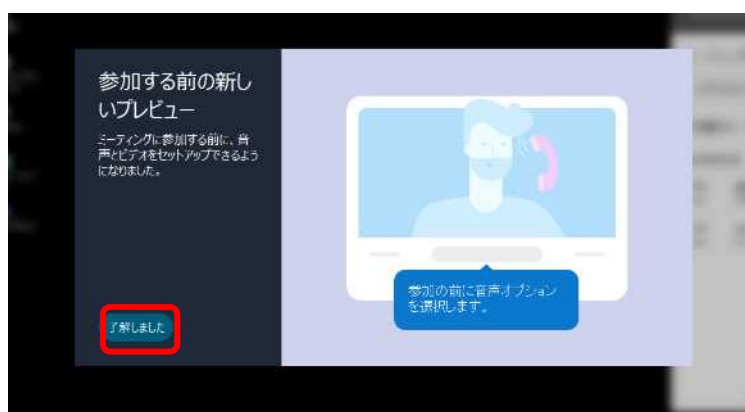 参加する前の新し
いプレビュー
ミーティングに参加する前に、音
声とビデオをセットアップできるよう
になりました。
参加の前に音声オプション
を選択します。
了解しました